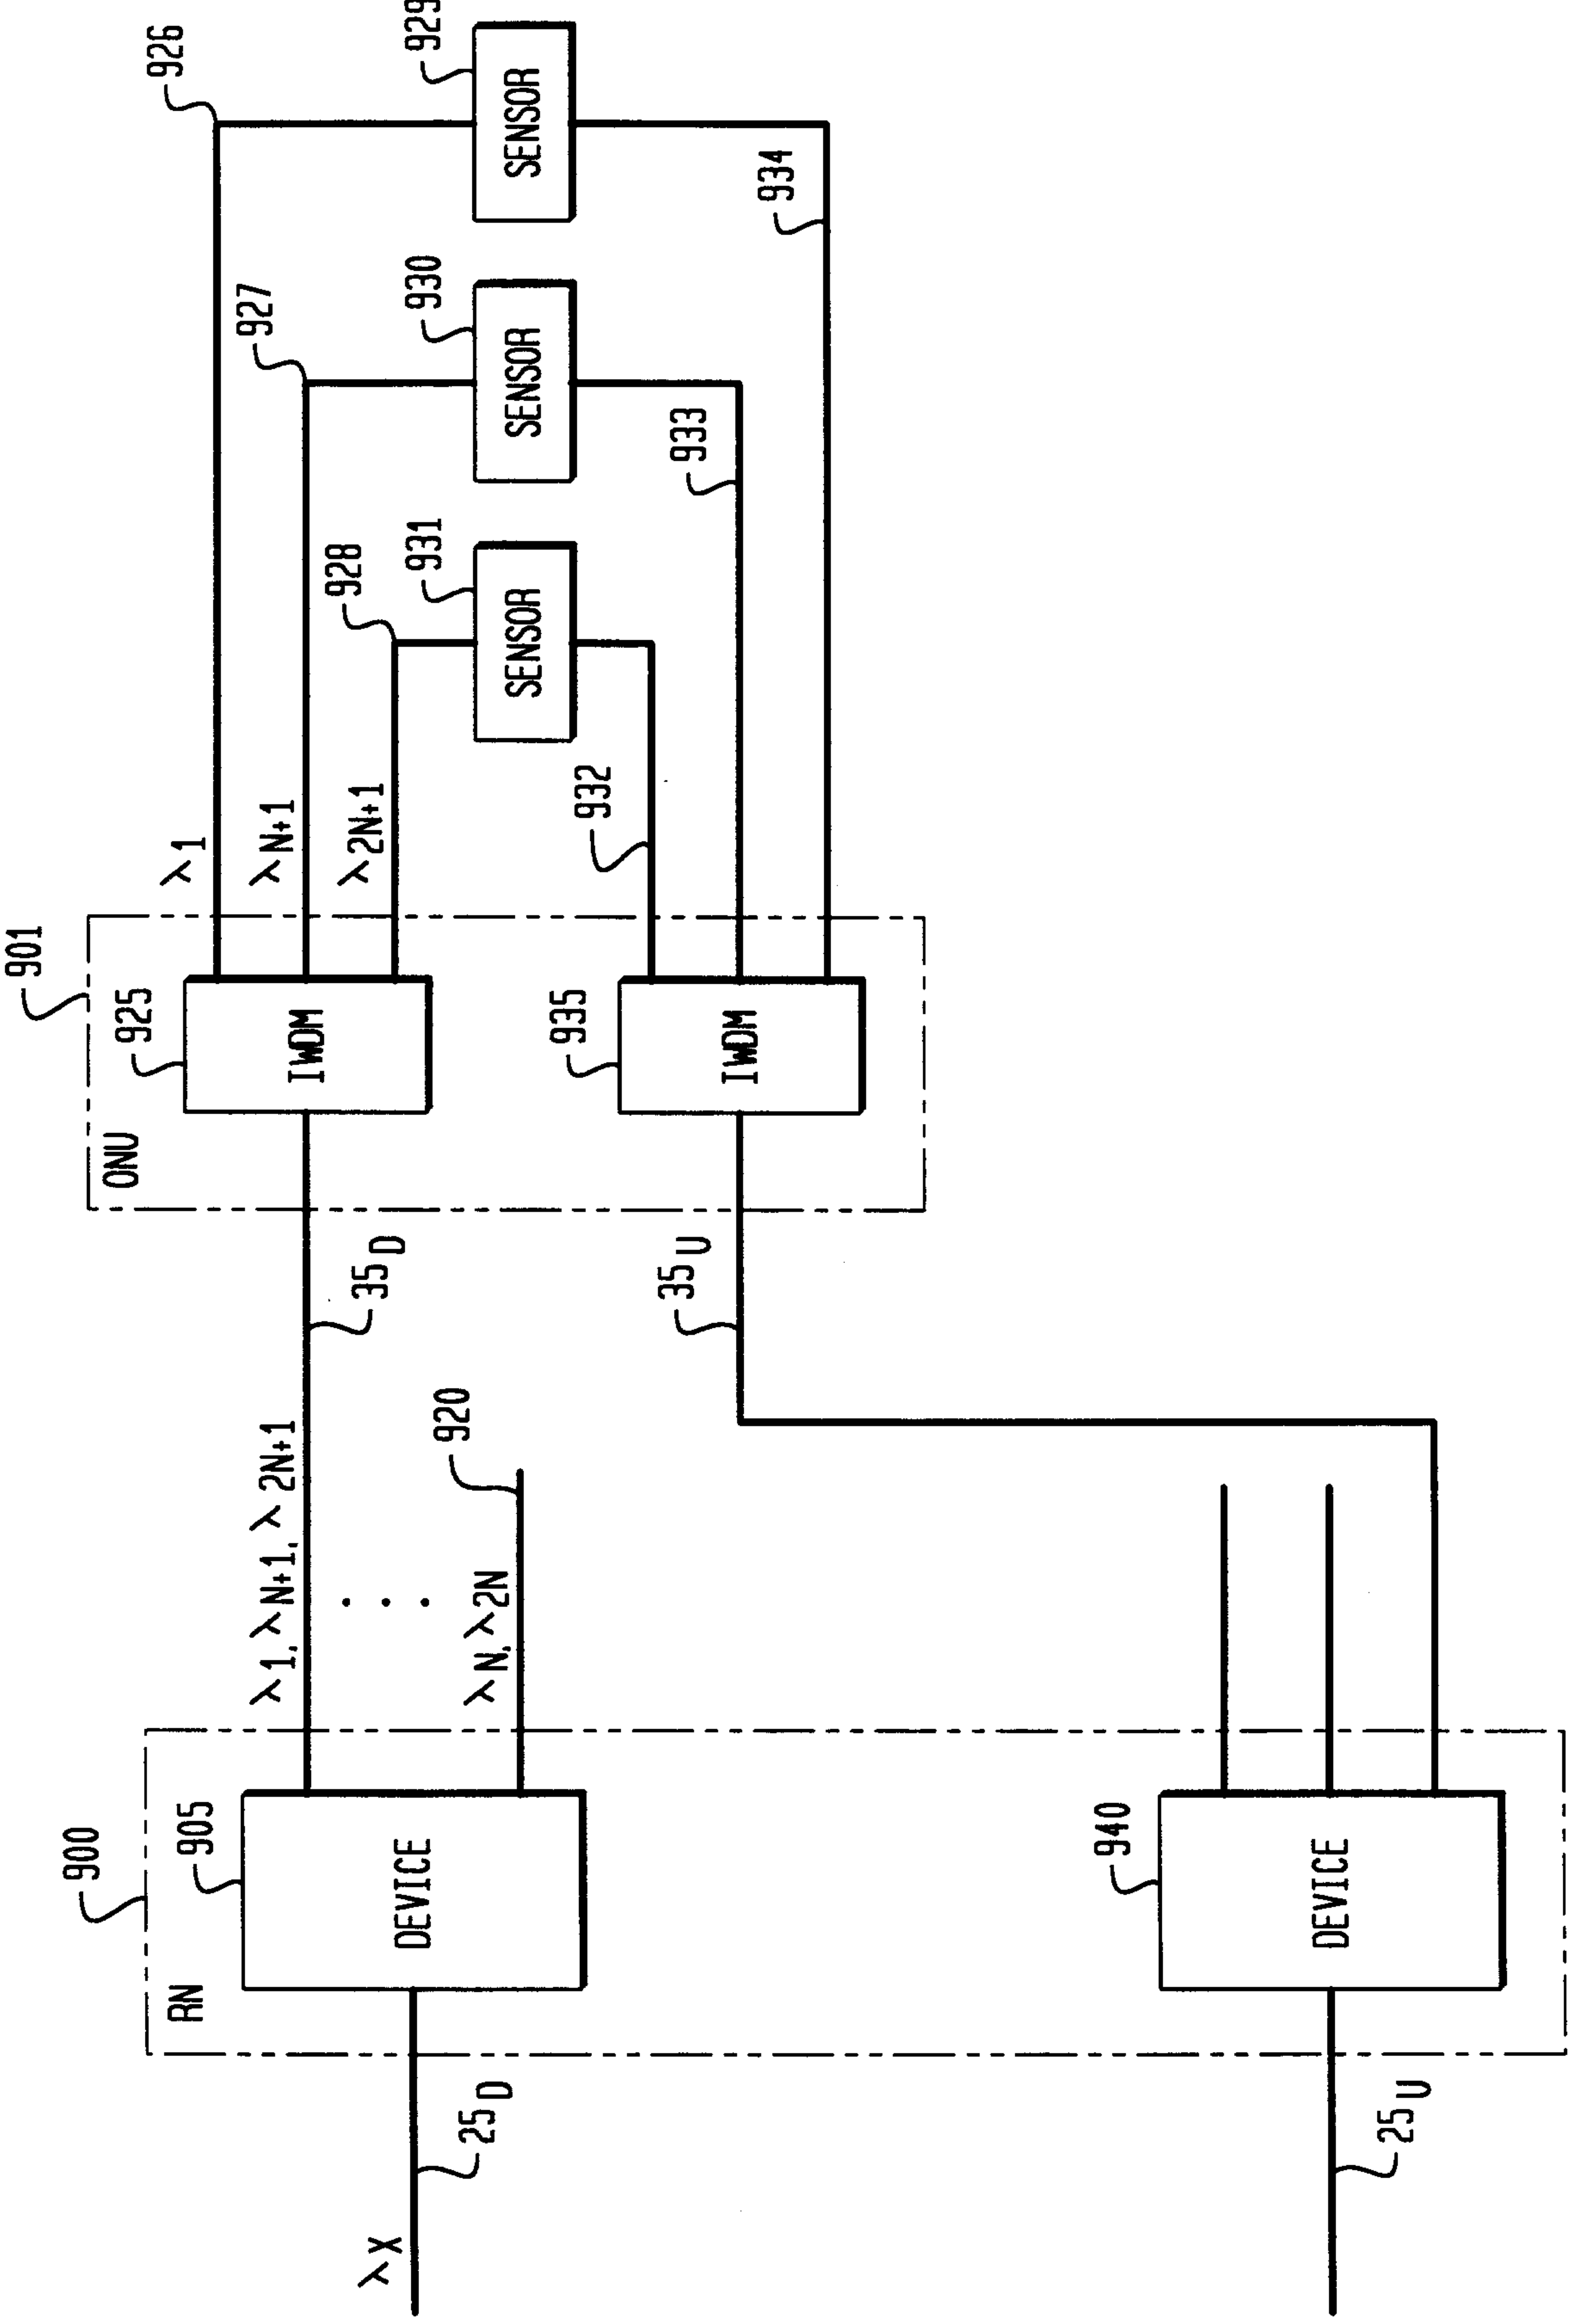 901
926
929
925
λ1
927
930
ONU
IWDM
λN+1
928
931
SENSOR
λ2N+1
SENSOR
SENSOR
35D
932
933
934
935
IWDM
35U
900
λ1, λN+1, λ2N+1
905
RN
DEVICE
λN, λ2N
920
λX
25D
940
DEVICE
25U